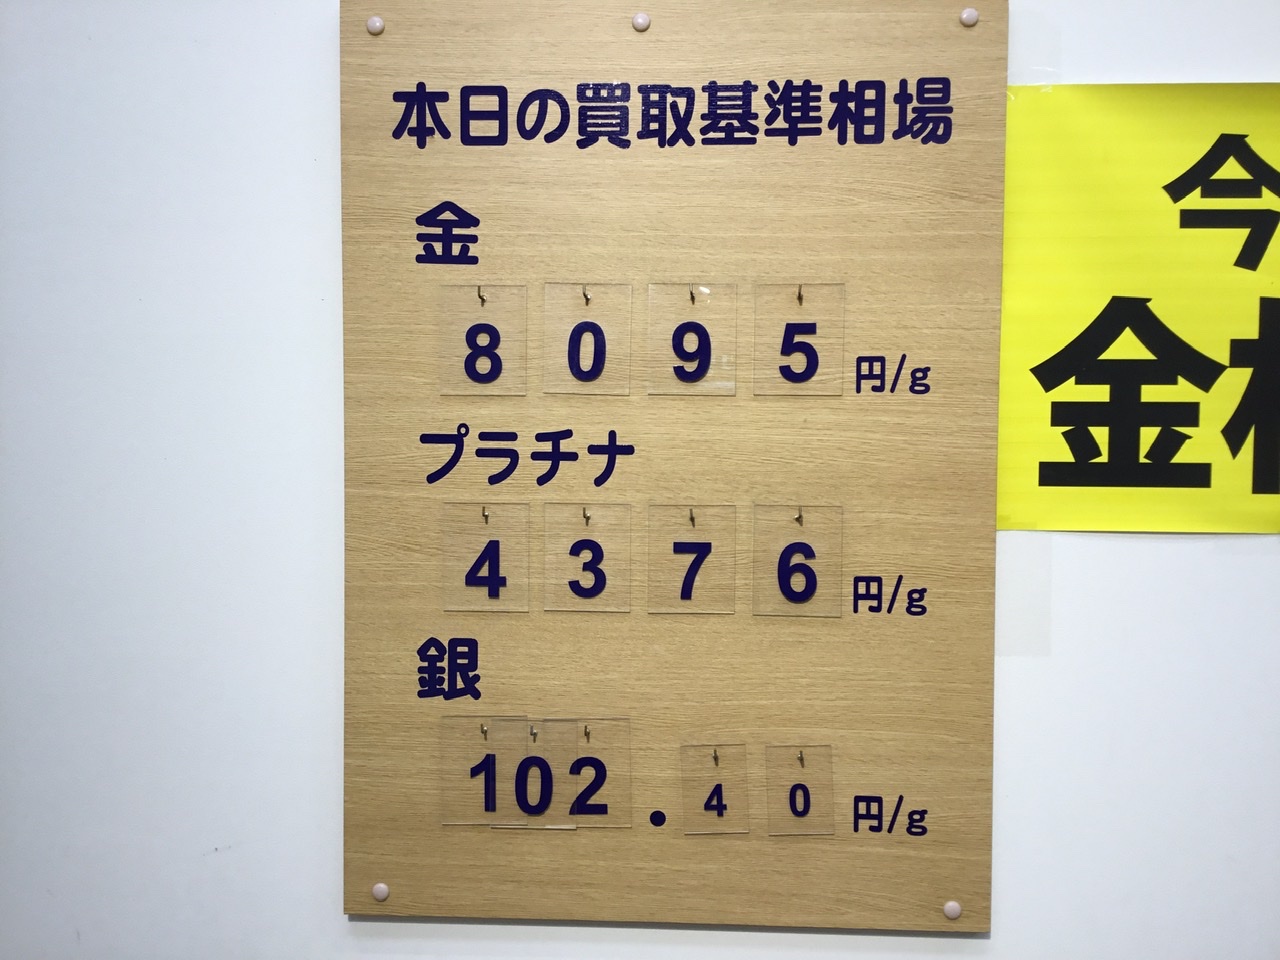 本日の買取基準相場
金
8095円/g
プラチナ
4376円/g
銀
102.40円/g
今
金